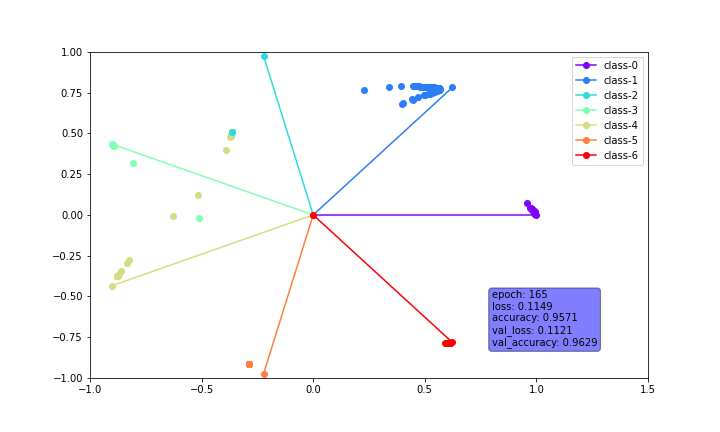 1.00
0.75
0.50
0.25
0.00
−0.25
−0.50
−0.75
−1.00
−1.0
−0.5
0.0
0.5
1.0
1.5
class-0
class-1
class-2
class-3
class-4
class-5
class-6
epoch: 165
loss: 0.1149
accuracy: 0.9571
val_loss: 0.1121
val_accuracy: 0.9629